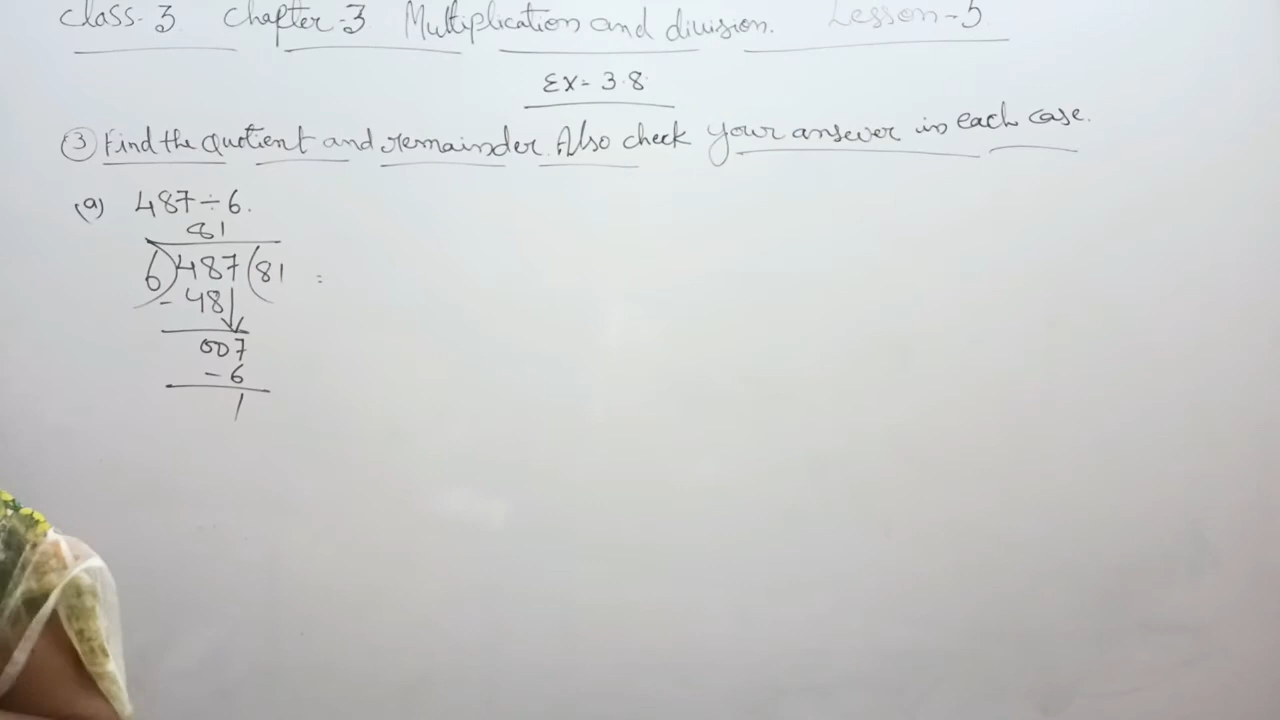 Class-3 Chapter-3 Multiplication and division. Lesson-5
Ex-3.8
③ Find the Quotient and remainder. Also check your answer in each case.
(a) 487÷6.
81
6)487(81
-48
007
-6
1